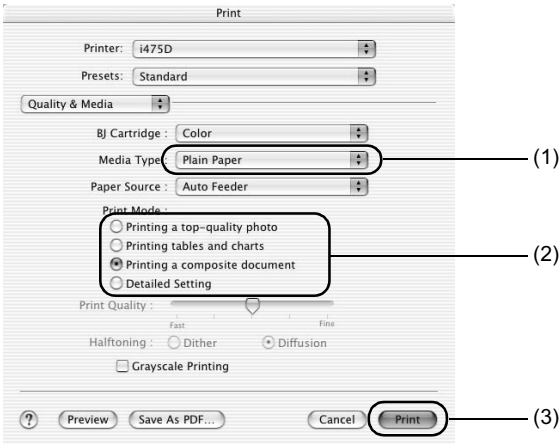 Print
Printer: i475D
Presets: Standard
Quality & Media
BJ Cartridge : Color
Media Type : Plain Paper
(1)
Paper Source : Auto Feeder
Print Mode :
Printing a top-quality photo
Printing tables and charts
(2)
Printing a composite document
Detailed Setting
Print Quality :
Fast Fine
Halftoning : Dither Diffusion
Grayscale Printing
? Preview Save As PDF... Cancel Print (3)